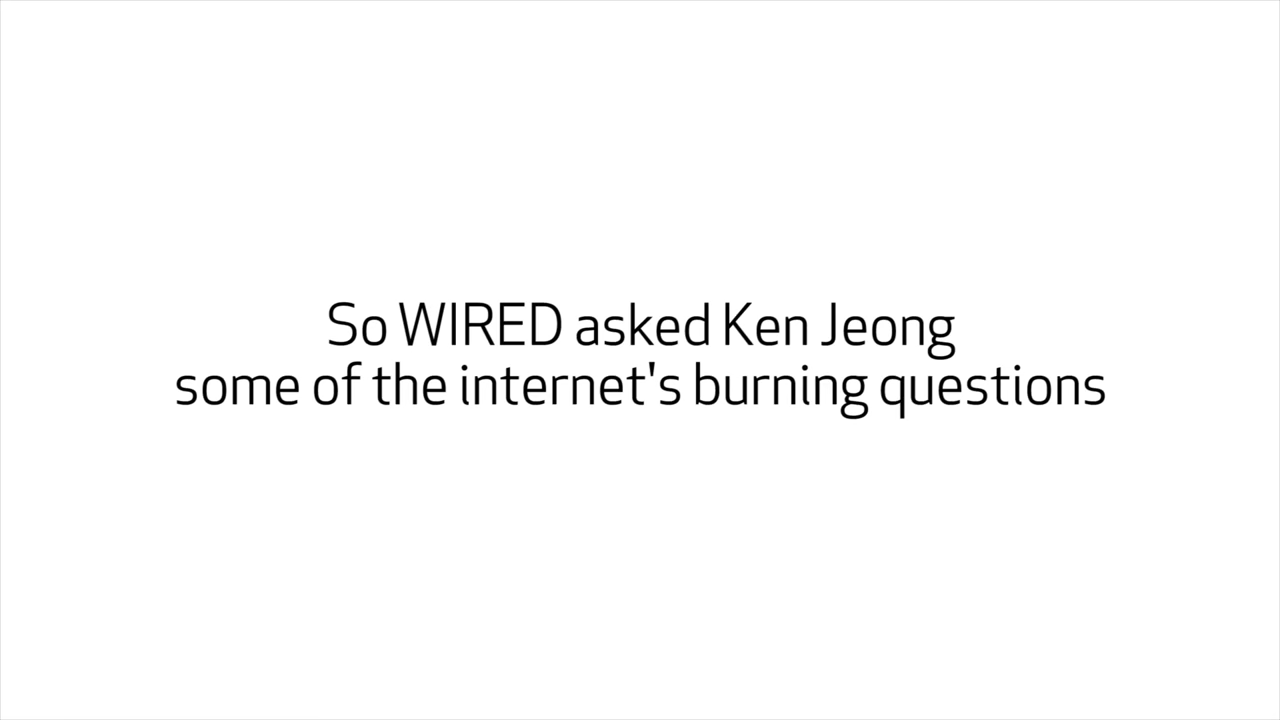 So WIRED asked Ken Jeong
some of the internet's burning questions